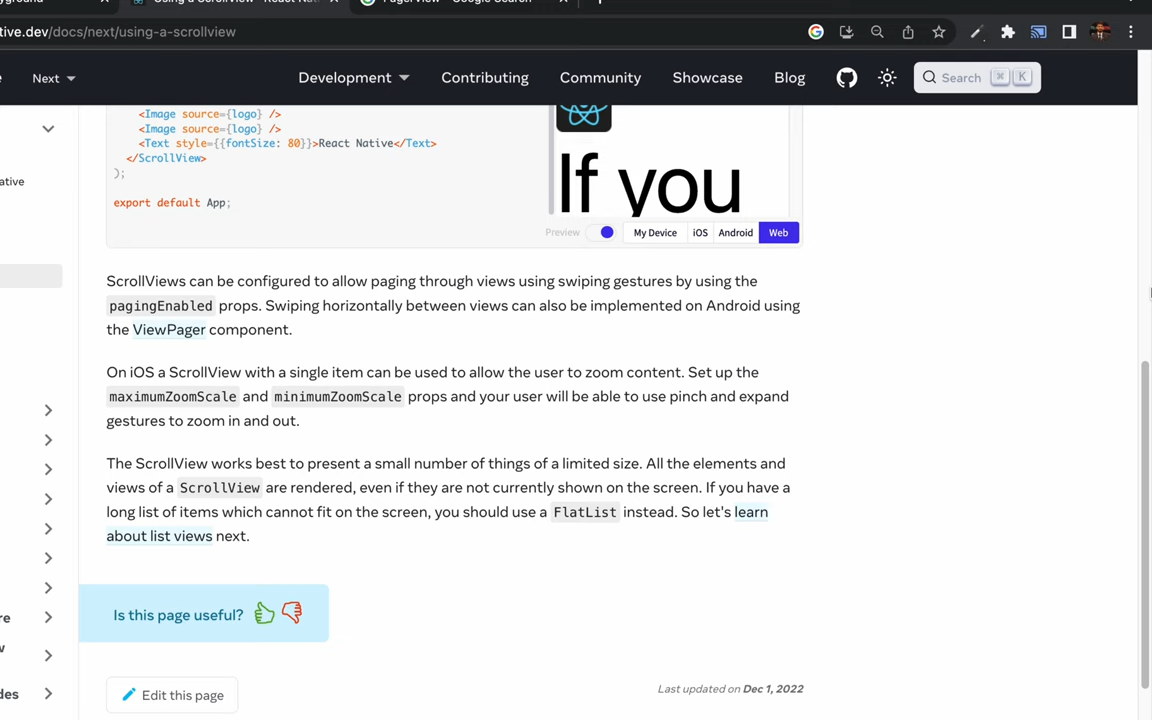 Using a ScrollView · React Na
PagerView - Google Search
tive.dev/docs/next/using-a-scrollview
Next
Development
Contributing
Community
Showcase
Blog
Search ⌘ K
ative
<Image source={logo} />
<Image source={logo} />
<Text style={{fontSize: 80}}>React Native</Text>
</ScrollView>
);
export default App;
If you
Preview
My Device
iOS
Android
Web
ScrollViews can be configured to allow paging through views using swiping gestures by using the
pagingEnabled props. Swiping horizontally between views can also be implemented on Android using
the ViewPager component.
On iOS a ScrollView with a single item can be used to allow the user to zoom content. Set up the
maximumZoomScale and minimumZoomScale props and your user will be able to use pinch and expand
gestures to zoom in and out.
The ScrollView works best to present a small number of things of a limited size. All the elements and
views of a ScrollView are rendered, even if they are not currently shown on the screen. If you have a
long list of items which cannot fit on the screen, you should use a FlatList instead. So let's learn
about list views next.
Is this page useful?
re
w
des
Edit this page
Last updated on Dec 1, 2022